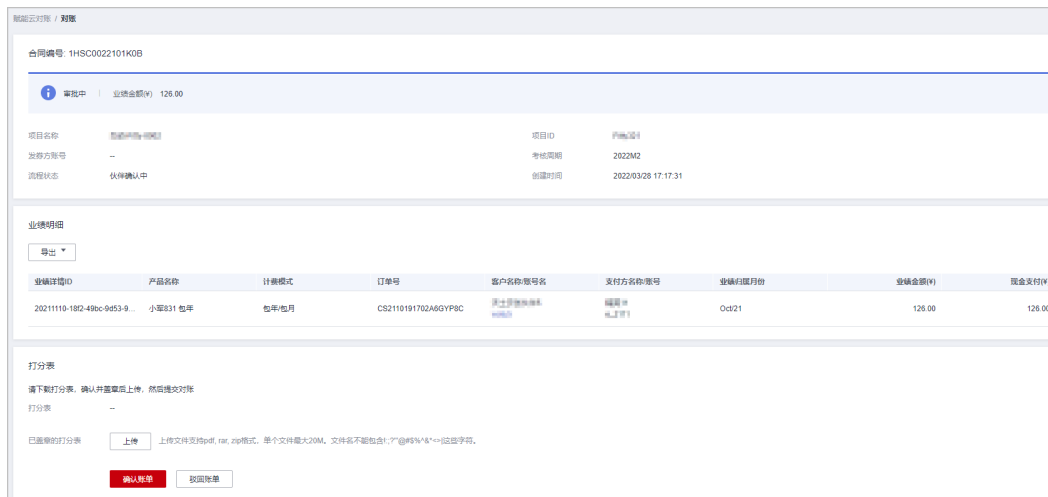 赋能云对账 / 对账
合同编号: 1HSC0022101K0B
审批中 | 业绩金额(¥) 126.00
项目名称 项目ID
发券方账号 -- 考核周期 2022M2
流程状态 伙伴确认中 创建时间 2022/03/28 17:17:31
业绩明细
导出
业绩详情ID 产品名称 计费模式 订单号 客户名称/账号名 支付方名称/账号 业绩归属月份 业绩金额(¥) 现金支付(¥
20211110-18f2-49bc-9d53-9... 小军831 包年 包年/包月 CS2110191702A6GYP8C Oct/21 126.00 126.00
打分表
请下载打分表，确认并盖章后上传，然后提交对账
打分表 --
已盖章的打分表 上传 上传文件支持pdf, rar, zip格式，单个文件最大20M。文件名不能包含!:;?'"@#$%^&*<>|这些字符。
确认账单 驳回账单